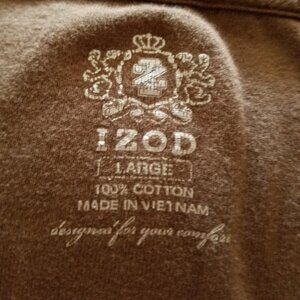 IZOD
LARGE
100% COTTON
MADE IN VIETNAM
designed for your comfort